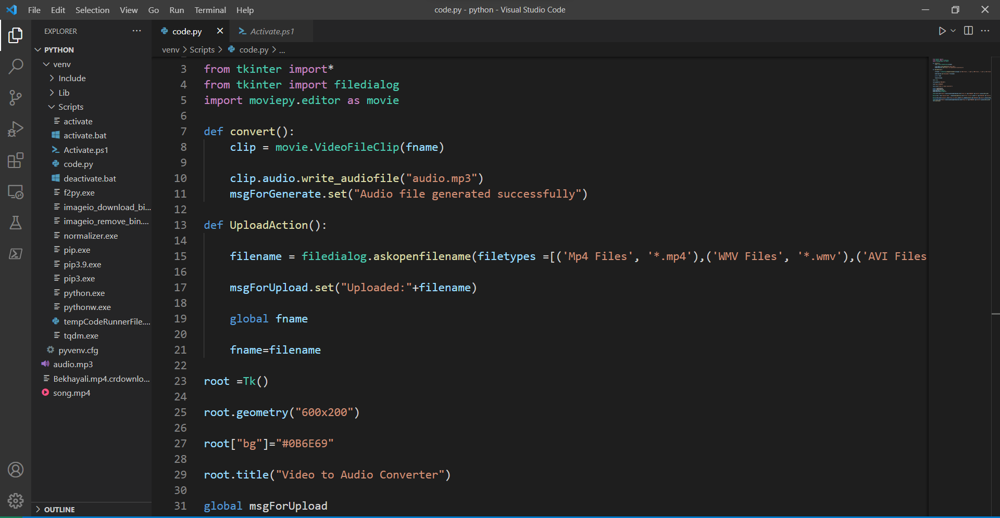 File Edit Selection View Go Run Terminal Help
code.py - python - Visual Studio Code
EXPLORER
PYTHON
venv
Include
Lib
Scripts
activate
activate.bat
Activate.ps1
code.py
deactivate.bat
f2py.exe
imageio_download_bi...
imageio_remove_bin....
normalizer.exe
pip.exe
pip3.9.exe
pip3.exe
python.exe
pythonw.exe
tempCodeRunnerFile....
tqdm.exe
pyvenv.cfg
audio.mp3
Bekhayali.mp4.crdownlo...
song.mp4
OUTLINE
code.py Activate.ps1
venv > Scripts > code.py > ...
3 from tkinter import*
4 from tkinter import filedialog
5 import moviepy.editor as movie
6
7 def convert():
8 clip = movie.VideoFileClip(fname)
9
10 clip.audio.write_audiofile("audio.mp3")
11 msgForGenerate.set("Audio file generated successfully")
12
13 def UploadAction():
14
15 filename = filedialog.askopenfilename(filetypes =[('Mp4 Files', '*.mp4'),('WMV Files', '*.wmv'),('AVI Files
16
17 msgForUpload.set("Uploaded:"+filename)
18
19 global fname
20
21 fname=filename
22
23 root =Tk()
24
25 root.geometry("600x200")
26
27 root["bg"]="#0B6E69"
28
29 root.title("Video to Audio Converter")
30
31 global msgForUpload